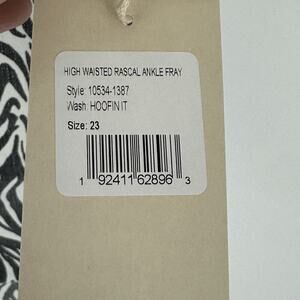 HIGH WAISTED RASCAL ANKLE FRAY
Style: 10534-1387
Wash: HOOFIN IT
Size: 23
1 92411 62896 3